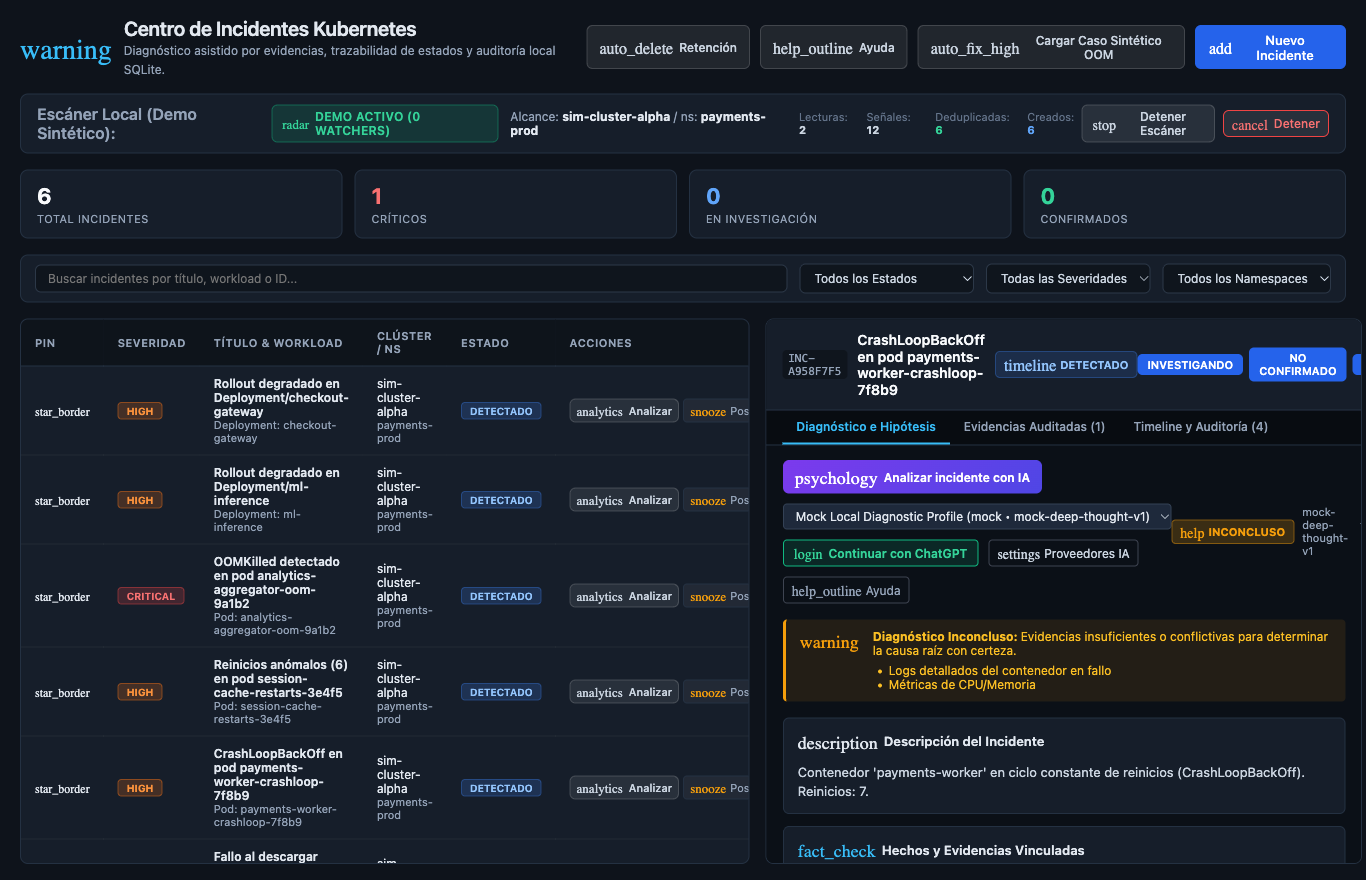 warning
Centro de Incidentes Kubernetes
Diagnóstico asistido por evidencias, trazabilidad de estados y auditoría local
SQLite.
auto_delete Retención
help_outline Ayuda
auto_fix_high Cargar Caso Sintético
OOM
add Nuevo
Incidente
Escáner Local (Demo
Sintético):
radar DEMO ACTIVO (0
WATCHERS)
Alcance: sim-cluster-alpha / ns: payments-
prod
Lecturas:
2
Señales:
12
Deduplicadas:
6
Creados:
6
stop Detener
Escáner
cancel Detener
6
TOTAL INCIDENTES
1
CRÍTICOS
0
EN INVESTIGACIÓN
0
CONFIRMADOS
Buscar incidentes por título, workload o ID...
Todos los Estados
Todas las Severidades
Todos los Namespaces
PIN SEVERIDAD TÍTULO & WORKLOAD CLÚSTER
/ NS ESTADO ACCIONES
star_border
HIGH
Rollout degradado en
Deployment/checkout-
gateway
Deployment: checkout-
gateway
sim-
cluster-
alpha
payments-
prod
DETECTADO
analytics Analizar
snooze Pos
star_border
HIGH
Rollout degradado en
Deployment/ml-
inference
Deployment: ml-
inference
sim-
cluster-
alpha
payments-
prod
DETECTADO
analytics Analizar
snooze Pos
star_border
CRITICAL
OOMKilled detectado
en pod analytics-
aggregator-oom-
9a1b2
Pod: analytics-
aggregator-oom-9a1b2
sim-
cluster-
alpha
payments-
prod
DETECTADO
analytics Analizar
snooze Pos
star_border
HIGH
Reinicios anómalos (6)
en pod session-
cache-restarts-3e4f5
Pod: session-cache-
restarts-3e4f5
sim-
cluster-
alpha
payments-
prod
DETECTADO
analytics Analizar
snooze Pos
star_border
HIGH
CrashLoopBackOff en
pod payments-
worker-crashloop-
7f8b9
Pod: payments-worker-
crashloop-7f8b9
sim-
cluster-
alpha
payments-
prod
DETECTADO
analytics Analizar
snooze Pos
Fallo al descargar
sim-
INC-
A958F7F5
CrashLoopBackOff
en pod payments-
worker-crashloop-
7f8b9
timeline DETECTADO
INVESTIGANDO
NO
CONFIRMADO
Diagnóstico e Hipótesis
Evidencias Auditadas (1)
Timeline y Auditoría (4)
psychology Analizar incidente con IA
Mock Local Diagnostic Profile (mock • mock-deep-thought-v1)
help INCONCLUSO
mock-
deep-
thought-
v1
login Continuar con ChatGPT
settings Proveedores IA
help_outline Ayuda
warning
Diagnóstico Inconcluso: Evidencias insuficientes o conflictivas para determinar
la causa raíz con certeza.
• Logs detallados del contenedor en fallo
• Métricas de CPU/Memoria
description Descripción del Incidente
Contenedor 'payments-worker' en ciclo constante de reinicios (CrashLoopBackOff).
Reinicios: 7.
fact_check Hechos y Evidencias Vinculadas